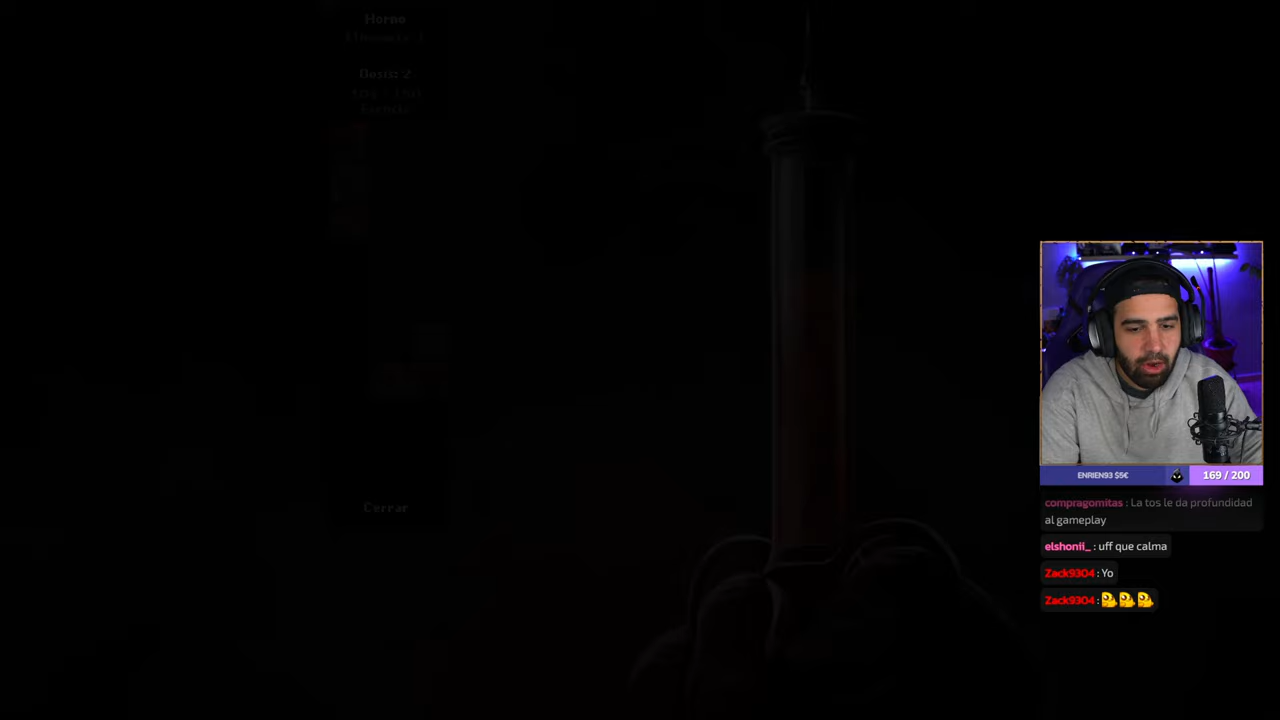 Horno
Dosis: 2
Cerrar
ENRIEN93 $5€
169 / 200
compragomitas : La tos le da profundidad
al gameplay
elshonii_ : uff que calma
Zack9304 : Yo
Zack9304 :